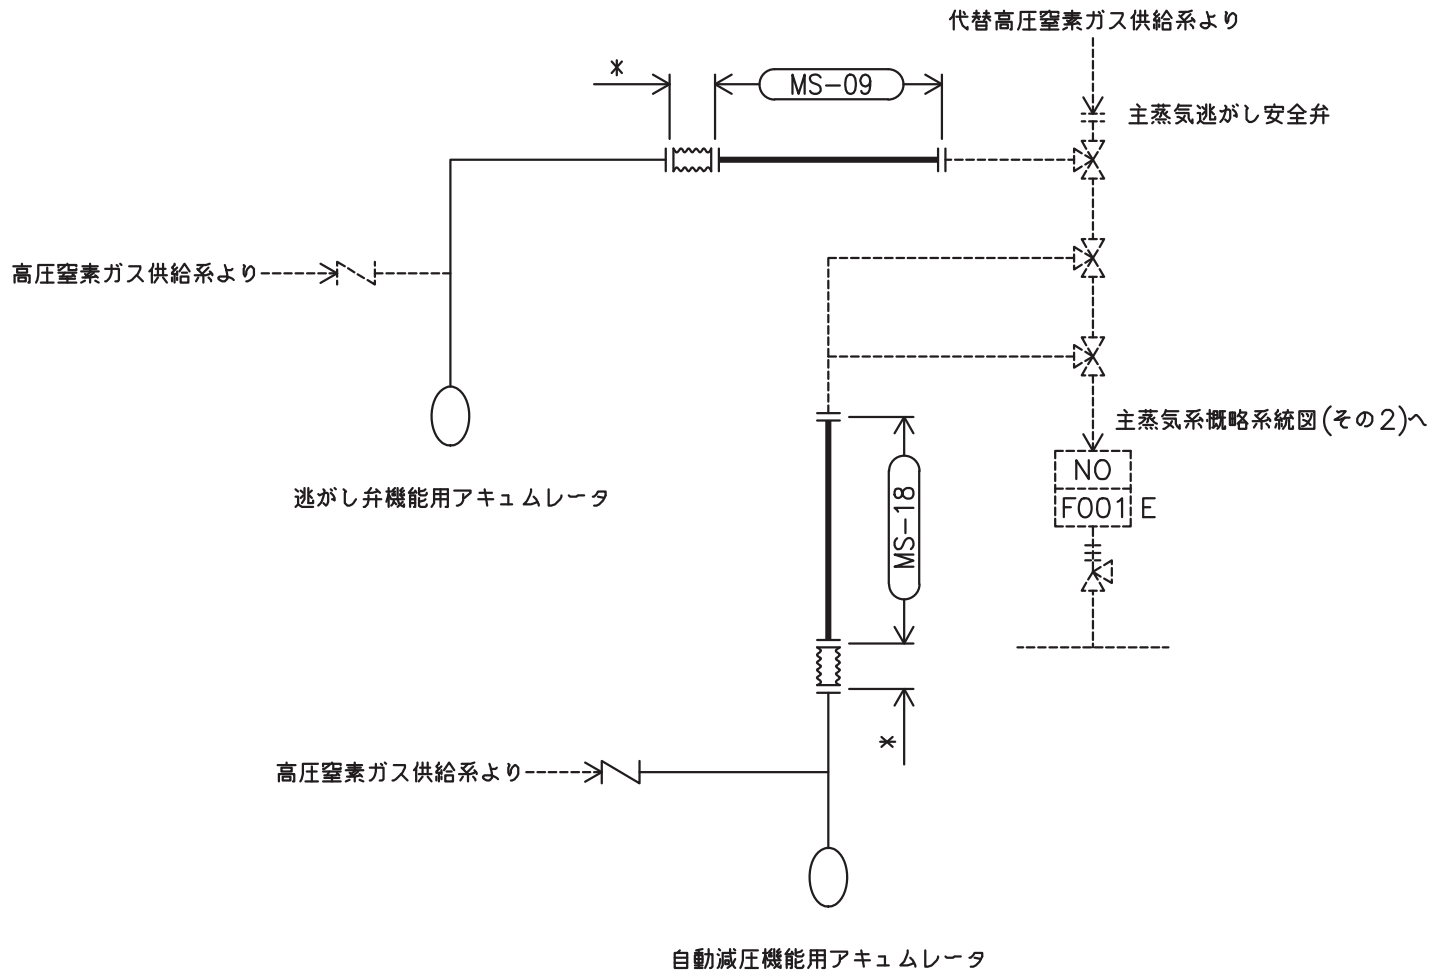 代替高圧窒素ガス供給系より
*
MS-09
主蒸気逃がし安全弁
高圧窒素ガス供給系より
主蒸気系概略系統図(その2)へ
NO
F001 E
逃がし弁機能用アキュムレータ
MS-18
*
高圧窒素ガス供給系より
自動減圧機能用アキュムレータ